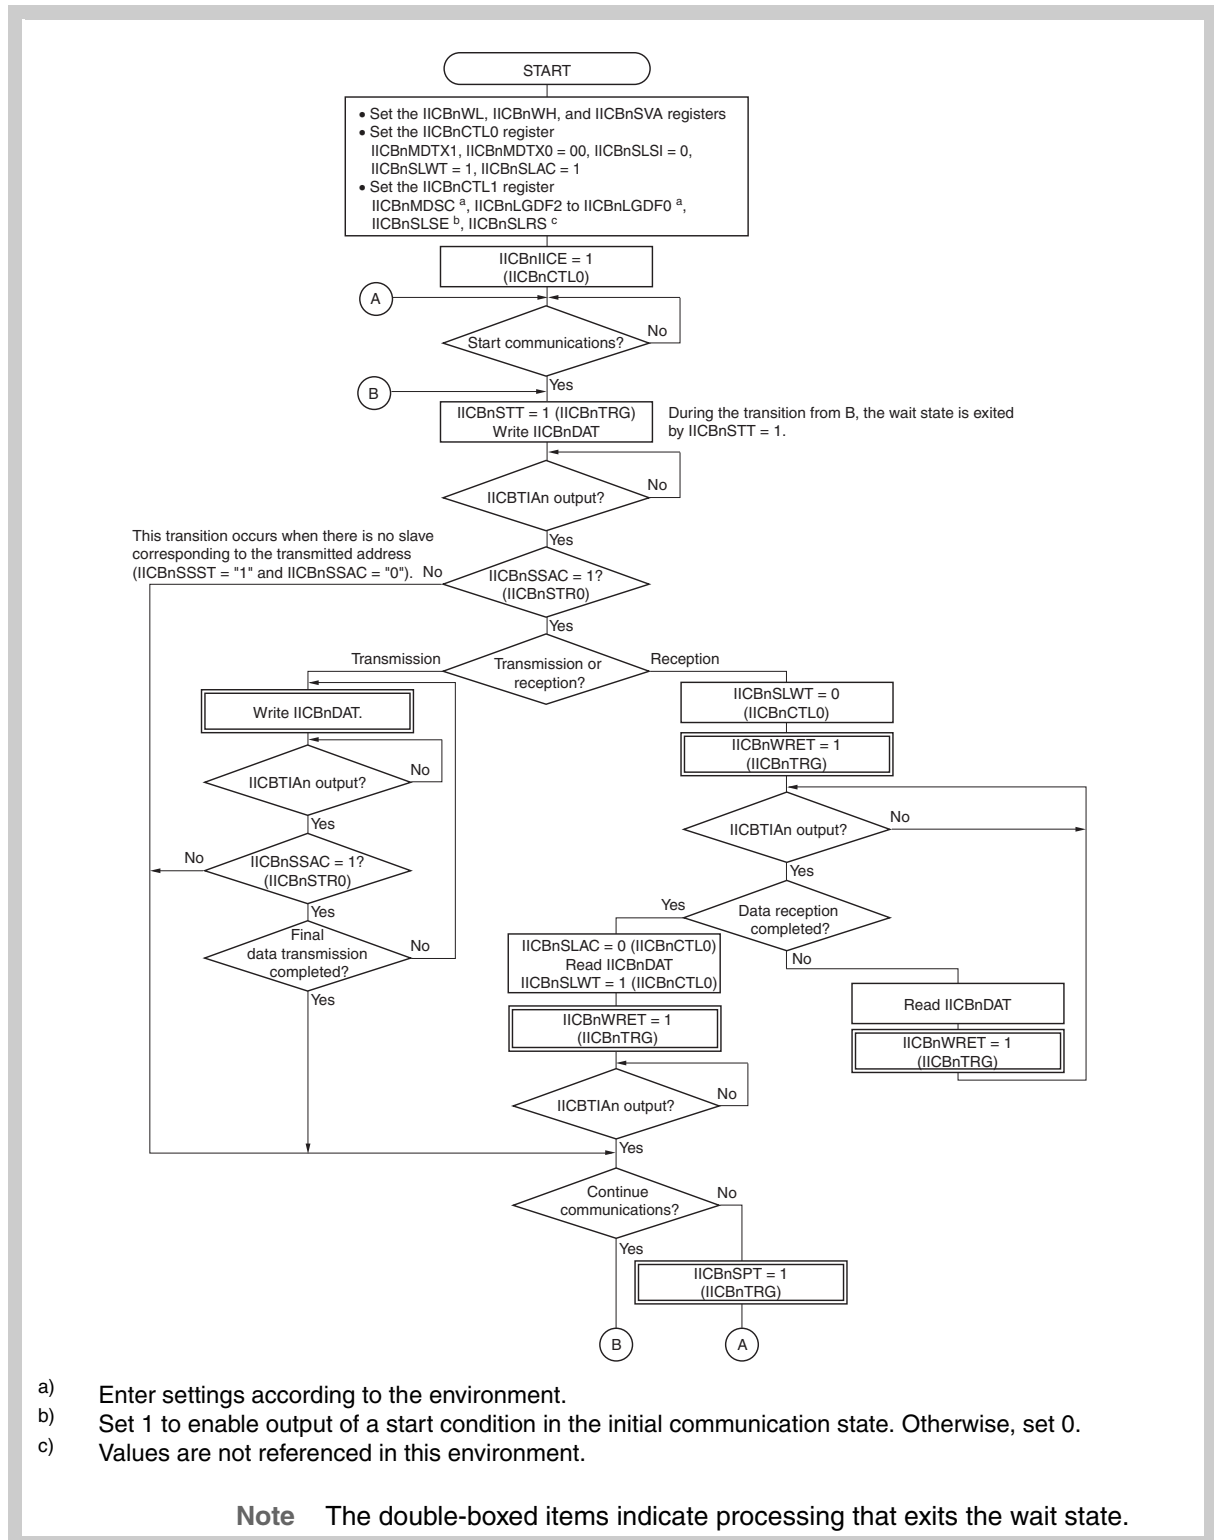 START
• Set the IICBnWL, IICBnWH, and IICBnSVA registers
• Set the IICBnCTL0 register
IICBnMDTX1, IICBnMDTX0 = 00, IICBnSLSI = 0,
IICBnSLWT = 1, IICBnSLAC = 1
• Set the IICBnCTL1 register
IICBnMDSC a, IICBnLGDF2 to IICBnLGDF0 a,
IICBnSLSE b, IICBnSLRS c
IICBnIICE = 1
(IICBnCTL0)
A
No
Start communications?
Yes
B
IICBnSTT = 1 (IICBnTRG)
Write IICBnDAT
During the transition from B, the wait state is exited
by IICBnSTT = 1.
No
IICBTIAn output?
Yes
This transition occurs when there is no slave
corresponding to the transmitted address
(IICBnSSST = "1" and IICBnSSAC = "0"). No
IICBnSSAC = 1?
(IICBnSTR0)
Yes
Transmission
Transmission or
reception?
Reception
Write IICBnDAT.
No
IICBTIAn output?
Yes
No
IICBnSSAC = 1?
(IICBnSTR0)
Yes
Final
data transmission
completed?
No
Yes
IICBnSLWT = 0
(IICBnCTL0)
IICBnWRET = 1
(IICBnTRG)
No
IICBTIAn output?
Yes
Yes
Data reception
completed?
No
IICBnSLAC = 0 (IICBnCTL0)
Read IICBnDAT
IICBnSLWT = 1 (IICBnCTL0)
IICBnWRET = 1
(IICBnTRG)
Read IICBnDAT
IICBnWRET = 1
(IICBnTRG)
No
IICBTIAn output?
Yes
Continue
communications?
No
Yes
IICBnSPT = 1
(IICBnTRG)
B
A
a) Enter settings according to the environment.
b) Set 1 to enable output of a start condition in the initial communication state. Otherwise, set 0.
c) Values are not referenced in this environment.
Note The double-boxed items indicate processing that exits the wait state.